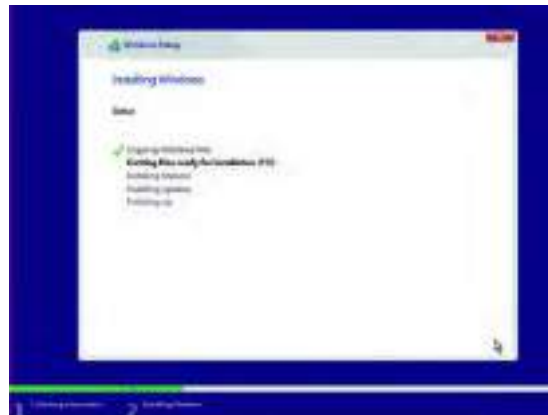 Windows Setup
Installing Windows
Status
Copying Windows files
Getting files ready for installation
Installing features
Installing updates
Finishing up
1 Collecting information
2 Installing Windows